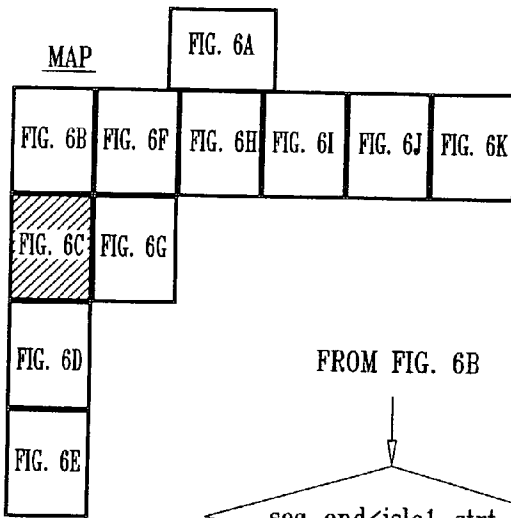 FIG. 6A
MAP
FIG. 6B FIG. 6F FIG. 6H FIG. 6I FIG. 6J FIG. 6K
FIG. 6C FIG. 6G
FIG. 6D
FROM FIG. 6B
FIG. 6E